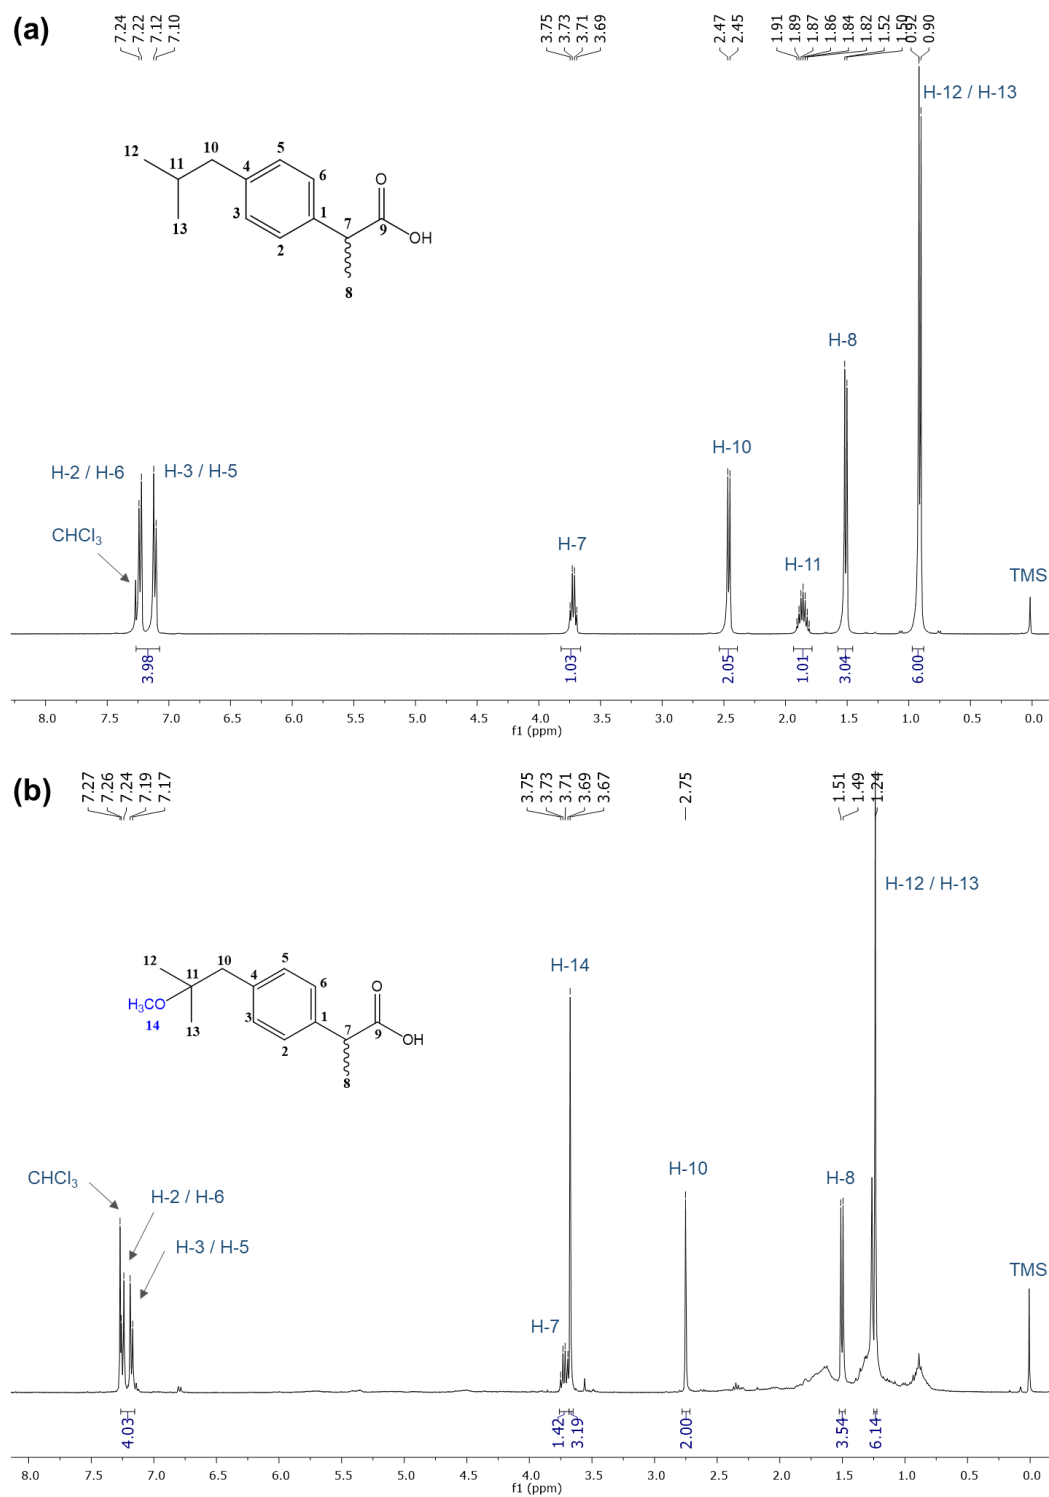 (a)
7.24 7.22 7.12 7.10 3.75 3.73 3.71 3.69 2.47 2.45 1.91 1.89 1.87 1.86 1.84 1.82 1.52 1.50 0.92 0.90
H-12 / H-13
12 11 10 4 5 6 3 1 2 13 7 8 9 O OH
H-8
H-10
H-2 / H-6 H-3 / H-5
CHCl3
H-7
H-11
TMS
3.98 1.03 2.05 1.01 3.04 6.00
8.0 7.5 7.0 6.5 6.0 5.5 5.0 4.5 4.0 3.5 3.0 2.5 2.0 1.5 1.0 0.5 0.0
f1 (ppm)
(b)
7.27 7.26 7.24 7.19 7.17 3.75 3.73 3.71 3.69 3.67 2.75 1.51 1.49 1.24
H-12 / H-13
12 11 10 4 5 6 3 1 2 13 7 8 9 O OH
H3CO
14
H-14
CHCl3
H-2 / H-6
H-3 / H-5
H-10
H-8
H-7
TMS
4.03 1.42 3.19 2.00 3.54 6.14
8.0 7.5 7.0 6.5 6.0 5.5 5.0 4.5 4.0 3.5 3.0 2.5 2.0 1.5 1.0 0.5 0.0
f1 (ppm)